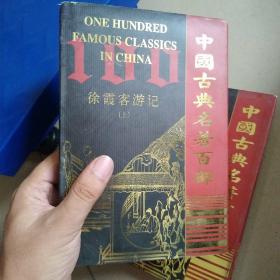 ONE HUNDRED
FAMOUS CLASSICS
IN CHINA
100
徐霞客游记
(上)
中國古典名著百部
中國古典名著